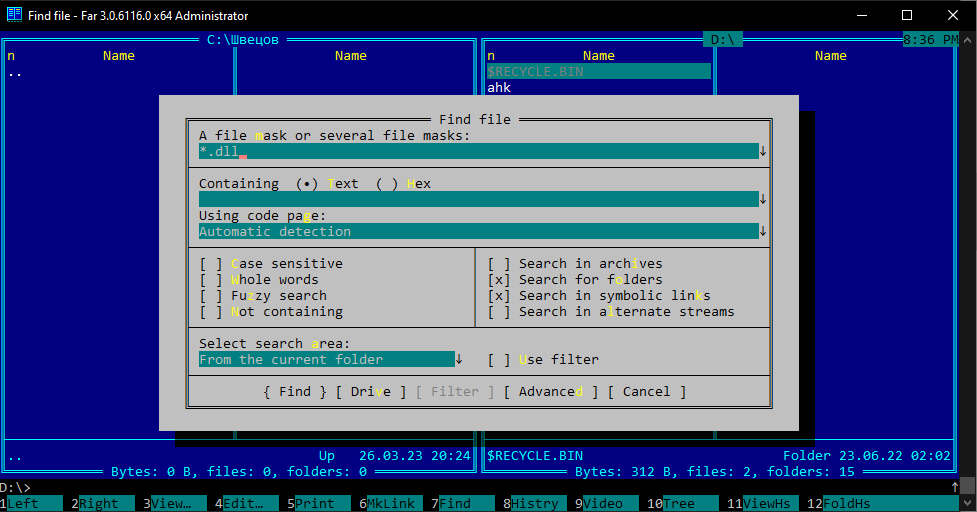 Find file - Far 3.0.6116.0 x64 Administrator
C:\Швецов
D:\
8:36 PM
n Name Name
n Name Name
..
$RECYCLE.BIN
ahk
Find file
A file mask or several file masks:
*.dll
Containing (•) Text ( ) Hex
Using code page:
Automatic detection
[ ] Case sensitive
[ ] Whole words
[ ] Fuzzy search
[ ] Not containing
[ ] Search in archives
[x] Search for folders
[x] Search in symbolic links
[ ] Search in alternate streams
Select search area:
From the current folder
[ ] Use filter
{ Find } [ Drive ] [ Filter ] [ Advanced ] [ Cancel ]
.. Up 26.03.23 20:24
$RECYCLE.BIN Folder 23.06.22 02:02
Bytes: 0 B, files: 0, folders: 0
Bytes: 312 B, files: 2, folders: 15
D:\>
1Left 2Right 3View… 4Edit… 5Print 6MkLink 7Find 8Histry 9Video 10Tree 11ViewHs 12FoldHs